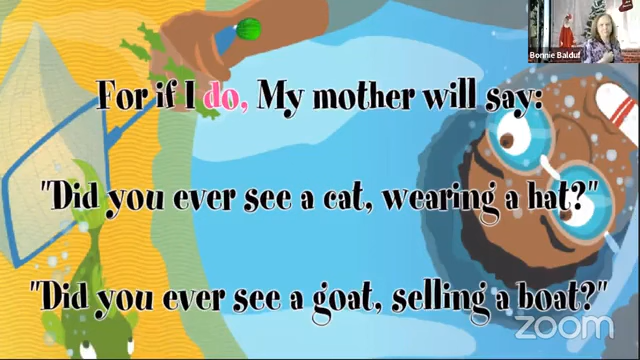 Bonnie Balduf
For if I do, My mother will say:
"Did you ever see a cat, wearing a hat?"
"Did you ever see a goat, selling a boat?"
zoom